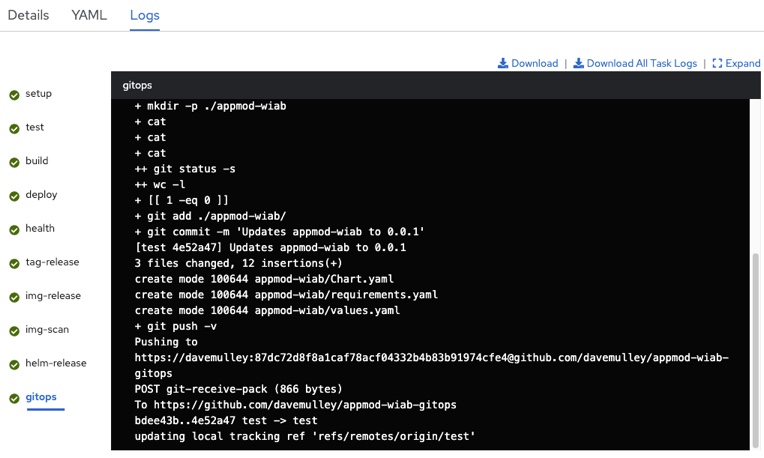 Details YAML Logs
Download | Download All Task Logs | Expand
setup
test
build
deploy
health
tag-release
img-release
img-scan
helm-release
gitops
gitops
+ mkdir -p ./appmod-wiab
+ cat
+ cat
+ cat
++ git status -s
++ wc -l
+ [[ 1 -eq 0 ]]
+ git add ./appmod-wiab/
+ git commit -m 'Updates appmod-wiab to 0.0.1'
[test 4e52a47] Updates appmod-wiab to 0.0.1
3 files changed, 12 insertions(+)
create mode 100644 appmod-wiab/Chart.yaml
create mode 100644 appmod-wiab/requirements.yaml
create mode 100644 appmod-wiab/values.yaml
+ git push -v
Pushing to
https://davemulley:87dc72d8f8a1caf78acf04332b4b83b91974cfe4@github.com/davemulley/appmod-wiab-
gitops
POST git-receive-pack (866 bytes)
To https://github.com/davemulley/appmod-wiab-gitops
bdee43b..4e52a47 test -> test
updating local tracking ref 'refs/remotes/origin/test'